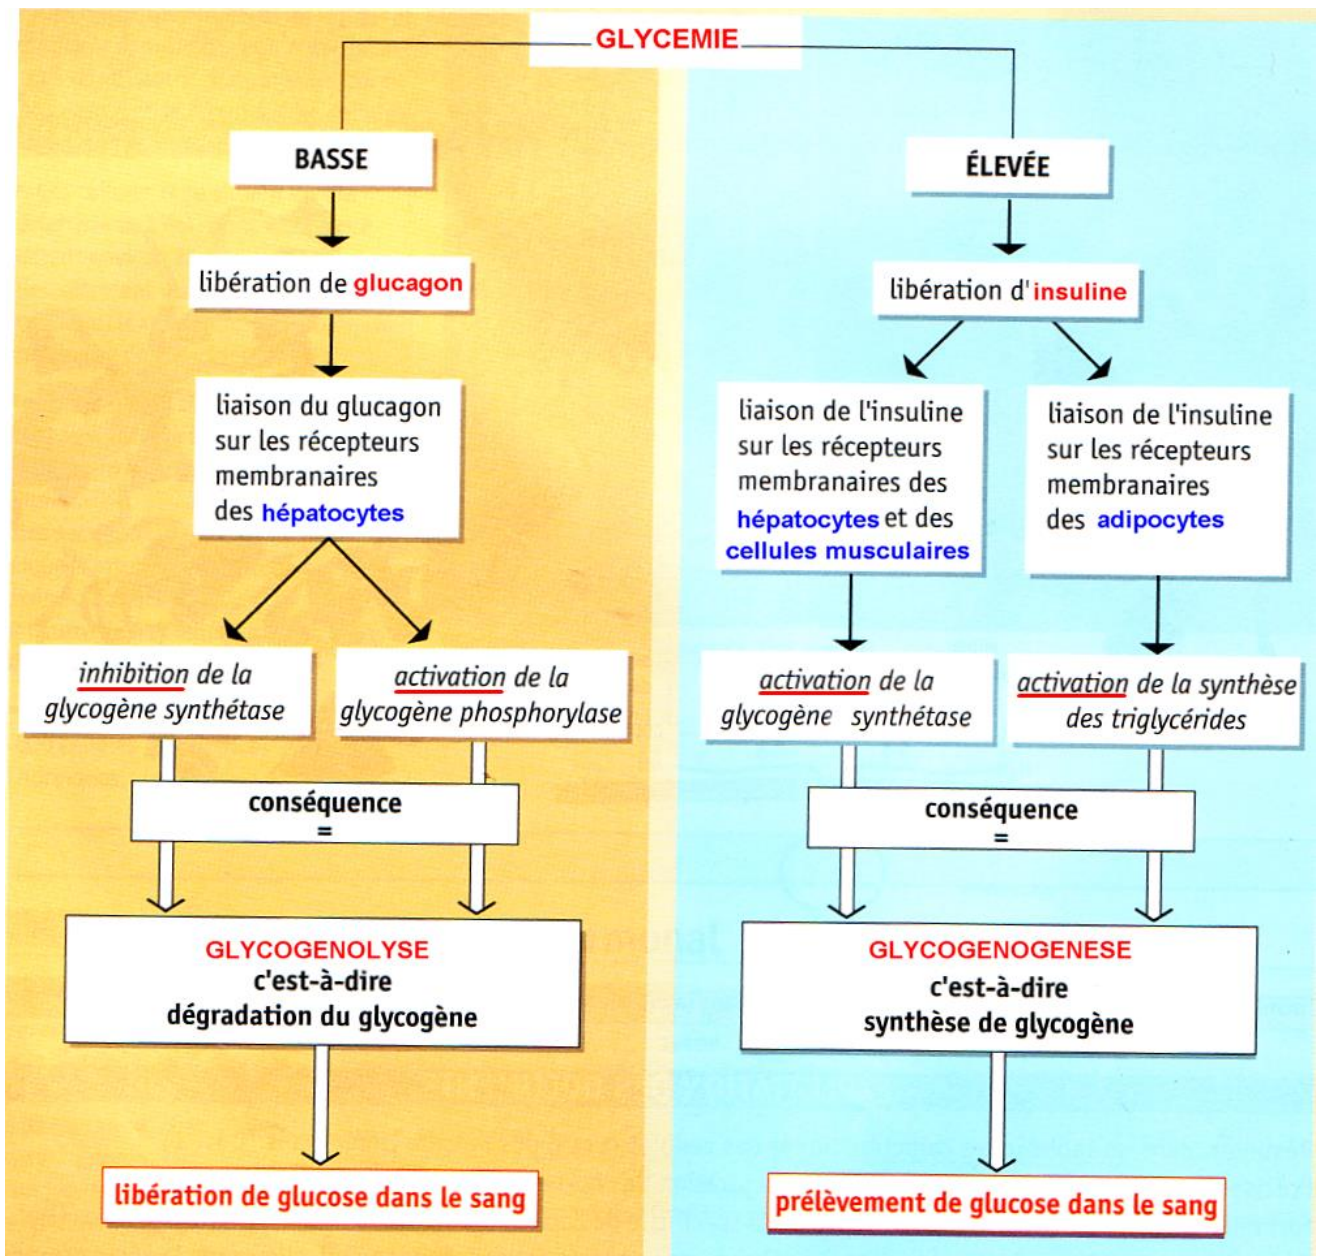 GLYCEMIE
BASSE
libération de glucagon
liaison du glucagon
sur les récepteurs
membranaires
des hépatocytes
inhibition de la
glycogène synthétase
activation de la
glycogène phosphorylase
conséquence
=
GLYCOGENOLYSE
c'est-à-dire
dégradation du glycogène
libération de glucose dans le sang
ÉLEVÉE
libération d'insuline
liaison de l'insuline
sur les récepteurs
membranaires des
hépatocytes et des
cellules musculaires
liaison de l'insuline
sur les récepteurs
membranaires
des adipocytes
activation de la
glycogène synthétase
activation de la synthèse
des triglycérides
conséquence
=
GLYCOGENOGENESE
c'est-à-dire
synthèse de glycogène
prélèvement de glucose dans le sang